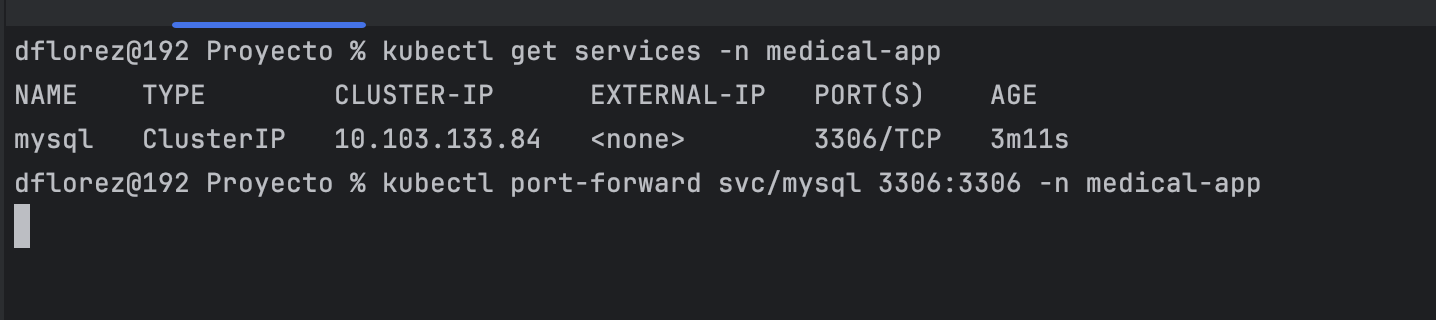 dflorez@192 Proyecto % kubectl get services -n medical-app
NAME    TYPE        CLUSTER-IP      EXTERNAL-IP   PORT(S)    AGE
mysql   ClusterIP   10.103.133.84   <none>        3306/TCP   3m11s
dflorez@192 Proyecto % kubectl port-forward svc/mysql 3306:3306 -n medical-app